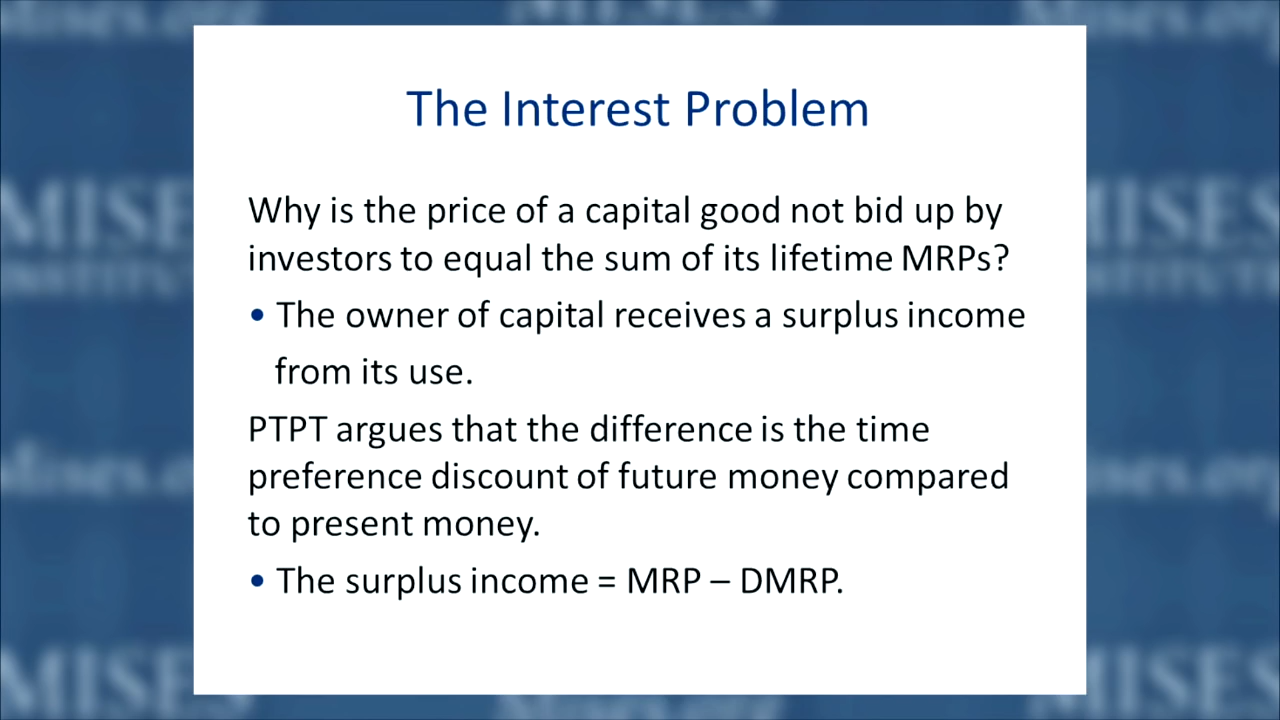 The Interest Problem
Why is the price of a capital good not bid up by
investors to equal the sum of its lifetime MRPs?
• The owner of capital receives a surplus income
from its use.
PTPT argues that the difference is the time
preference discount of future money compared
to present money.
• The surplus income = MRP – DMRP.